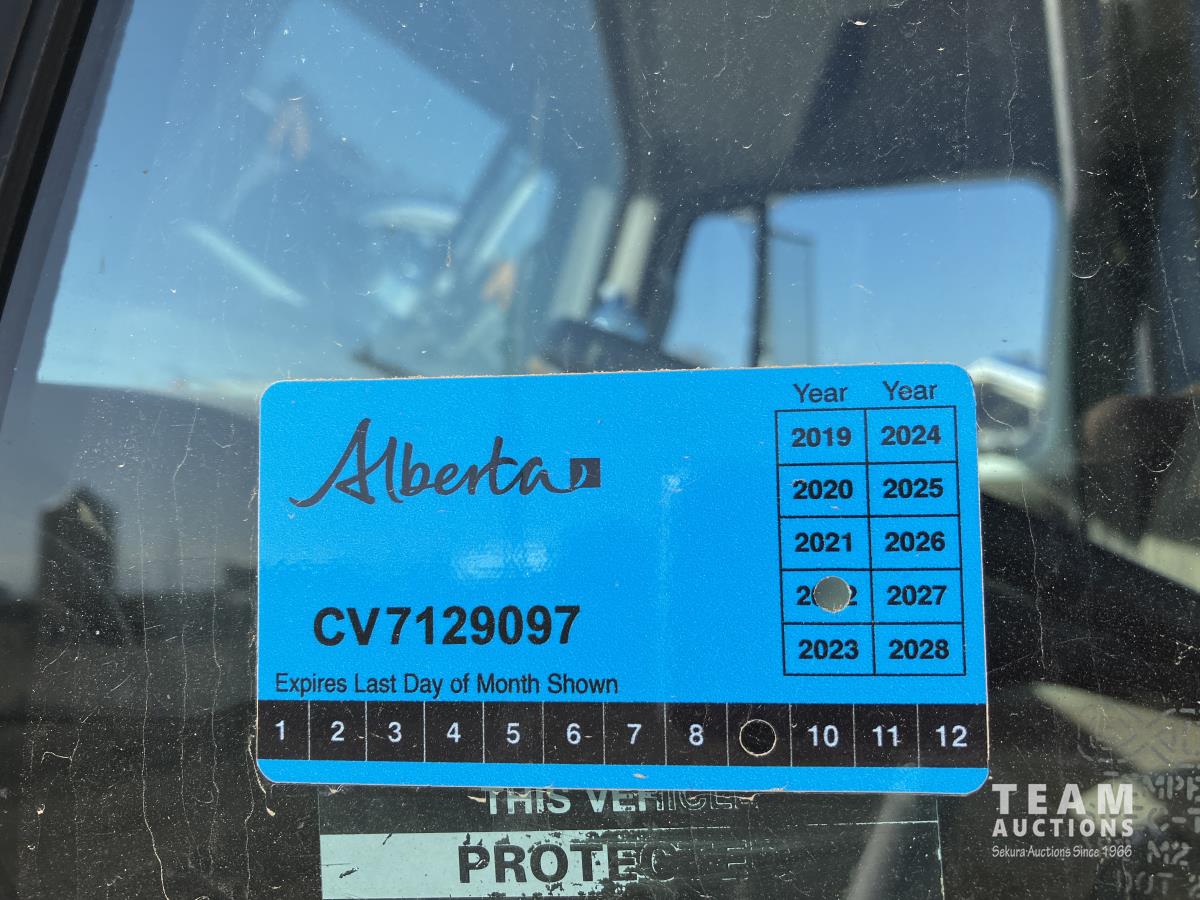 Alberta
Year Year
2019 2024
2020 2025
2021 2026
2027
2023 2028
CV7129097
Expires Last Day of Month Shown
1 2 3 4 5 6 7 8 10 11 12
THIS VEHICLE
TEAM
AUCTIONS
Sekura Auctions Since 1966
M2
DOT